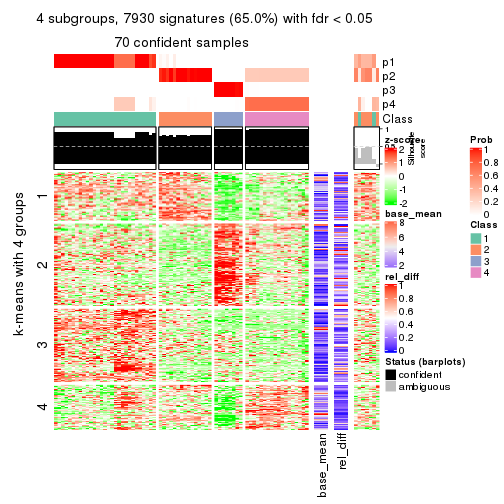 4 subgroups, 7930 signatures (65.0%) with fdr < 0.05
70 confident samples
p1
p2
p3
p4
Class
Silhouette
score
k-means with 4 groups
1
2
3
4
base_mean
rel_diff
z-score
2
1
0
-1
-2
base_mean
8
6
4
2
rel_diff
1
0.8
0.6
0.4
0.2
0
Status (barplots)
confident
ambiguous
Prob
1
0.8
0.6
0.4
0.2
0
Class
1
2
3
4